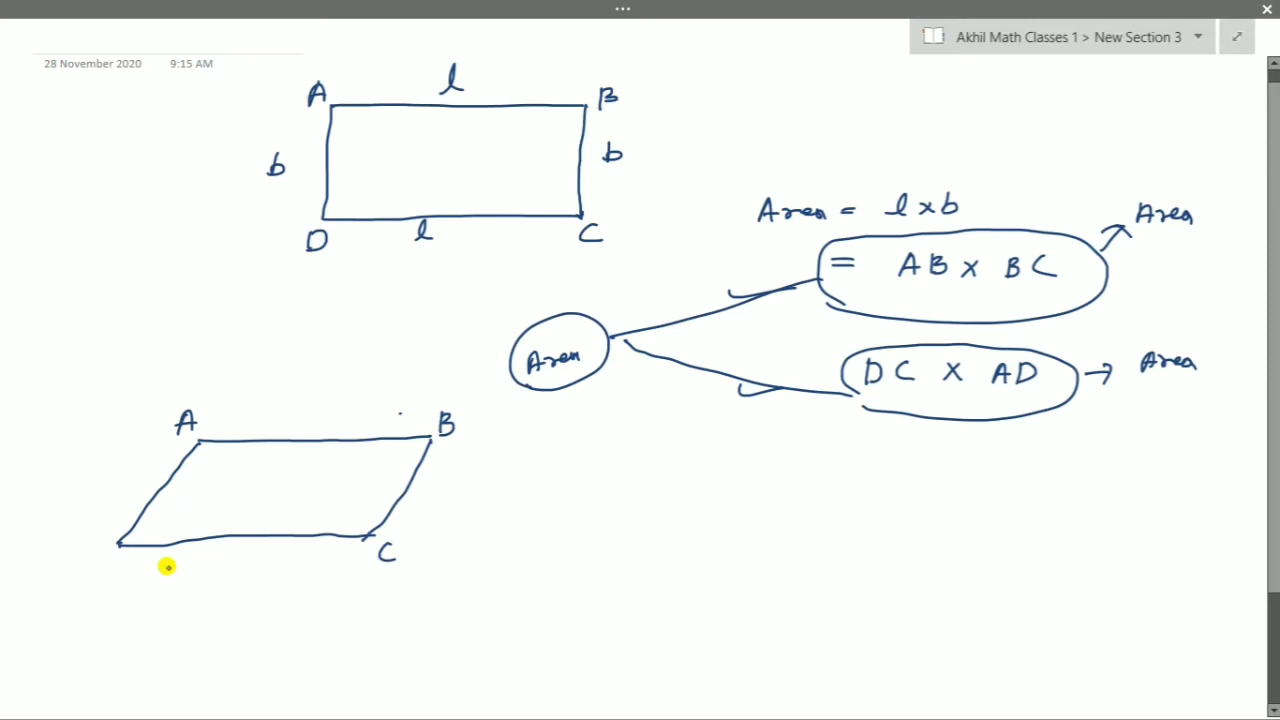 Akhil Math Classes 1 > New Section 3
28 November 2020 9:15 AM
l
A B
b b
D l C
Area = l x b
Area
= AB x BC
Area
DC x AD
Area
A B
C